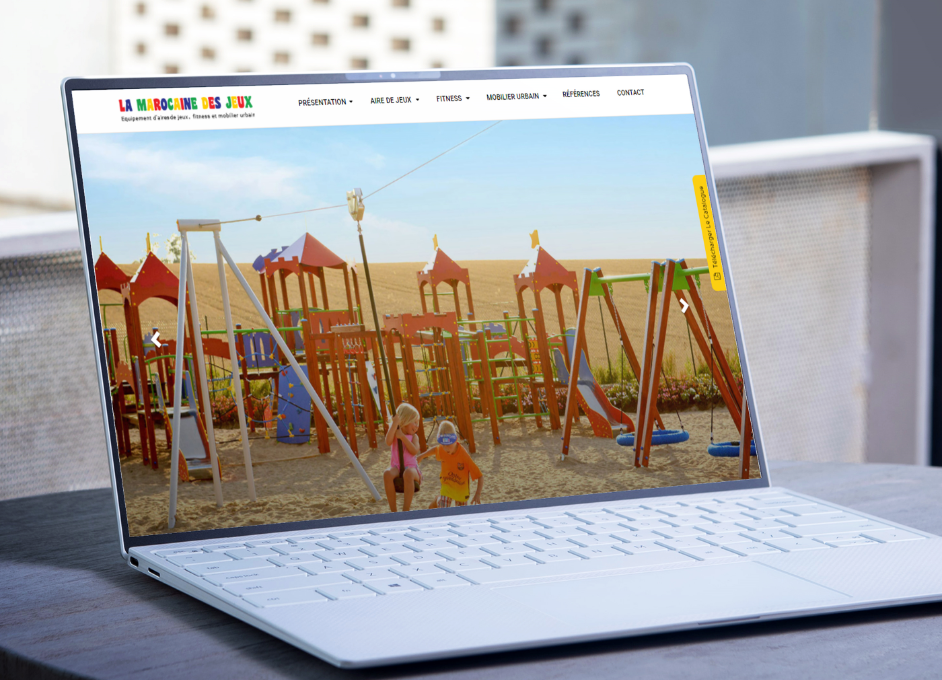 LA MAROCAINE DES JEUX
Equipement d'aires de jeux, fitness et mobilier urbain
PRÉSENTATION
AIRE DE JEUX
FITNESS
MOBILIER URBAIN
RÉFÉRENCES
CONTACT
Télécharger Le Catalogue